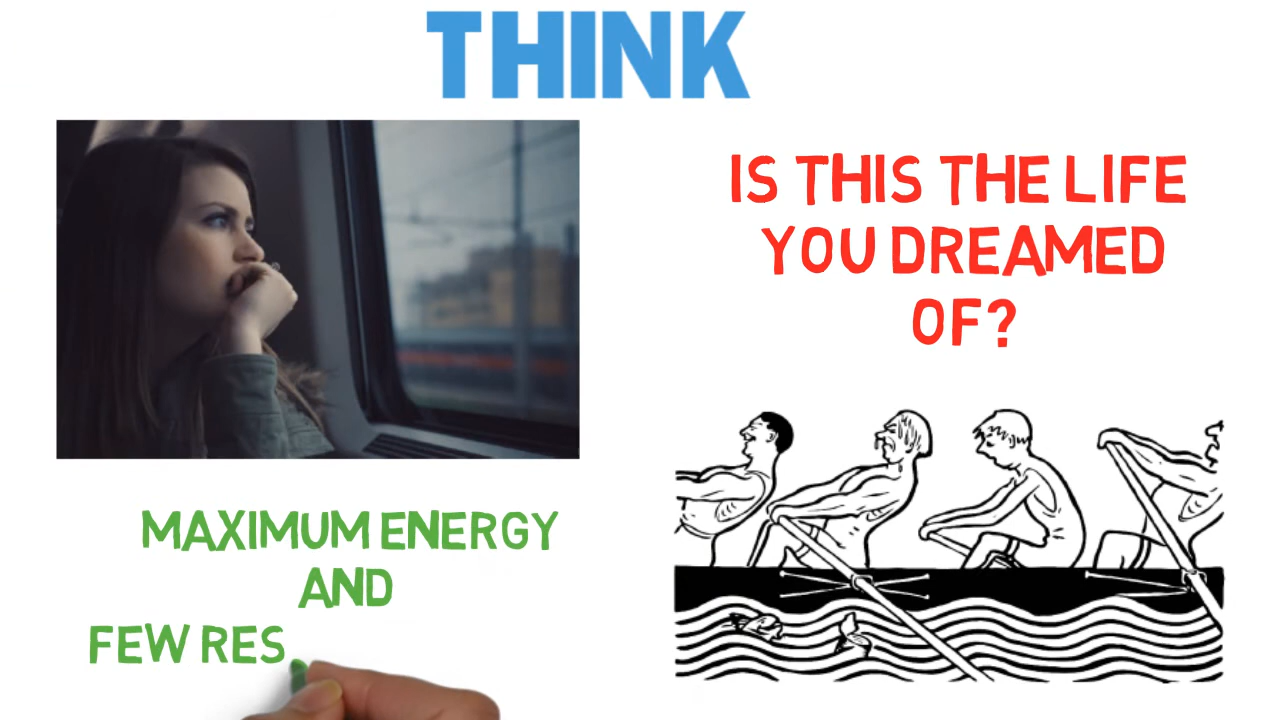 THINK
IS THIS THE LIFE
YOU DREAMED
OF?
MAXIMUM ENERGY
AND
FEW RES